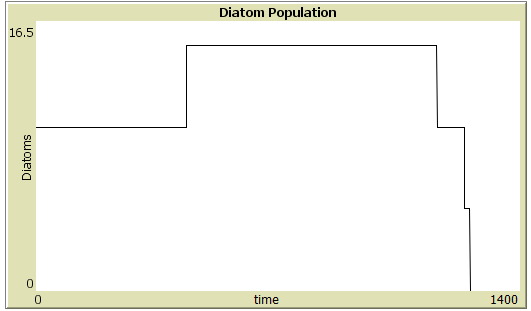 Diatom Population
16.5
Diatoms
0
0 time 1400